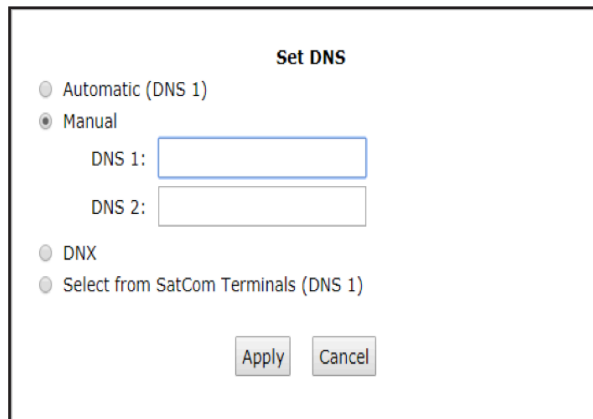 Set DNS
Automatic (DNS 1)
Manual
DNS 1:
DNS 2:
DNX
Select from SatCom Terminals (DNS 1)
Apply Cancel